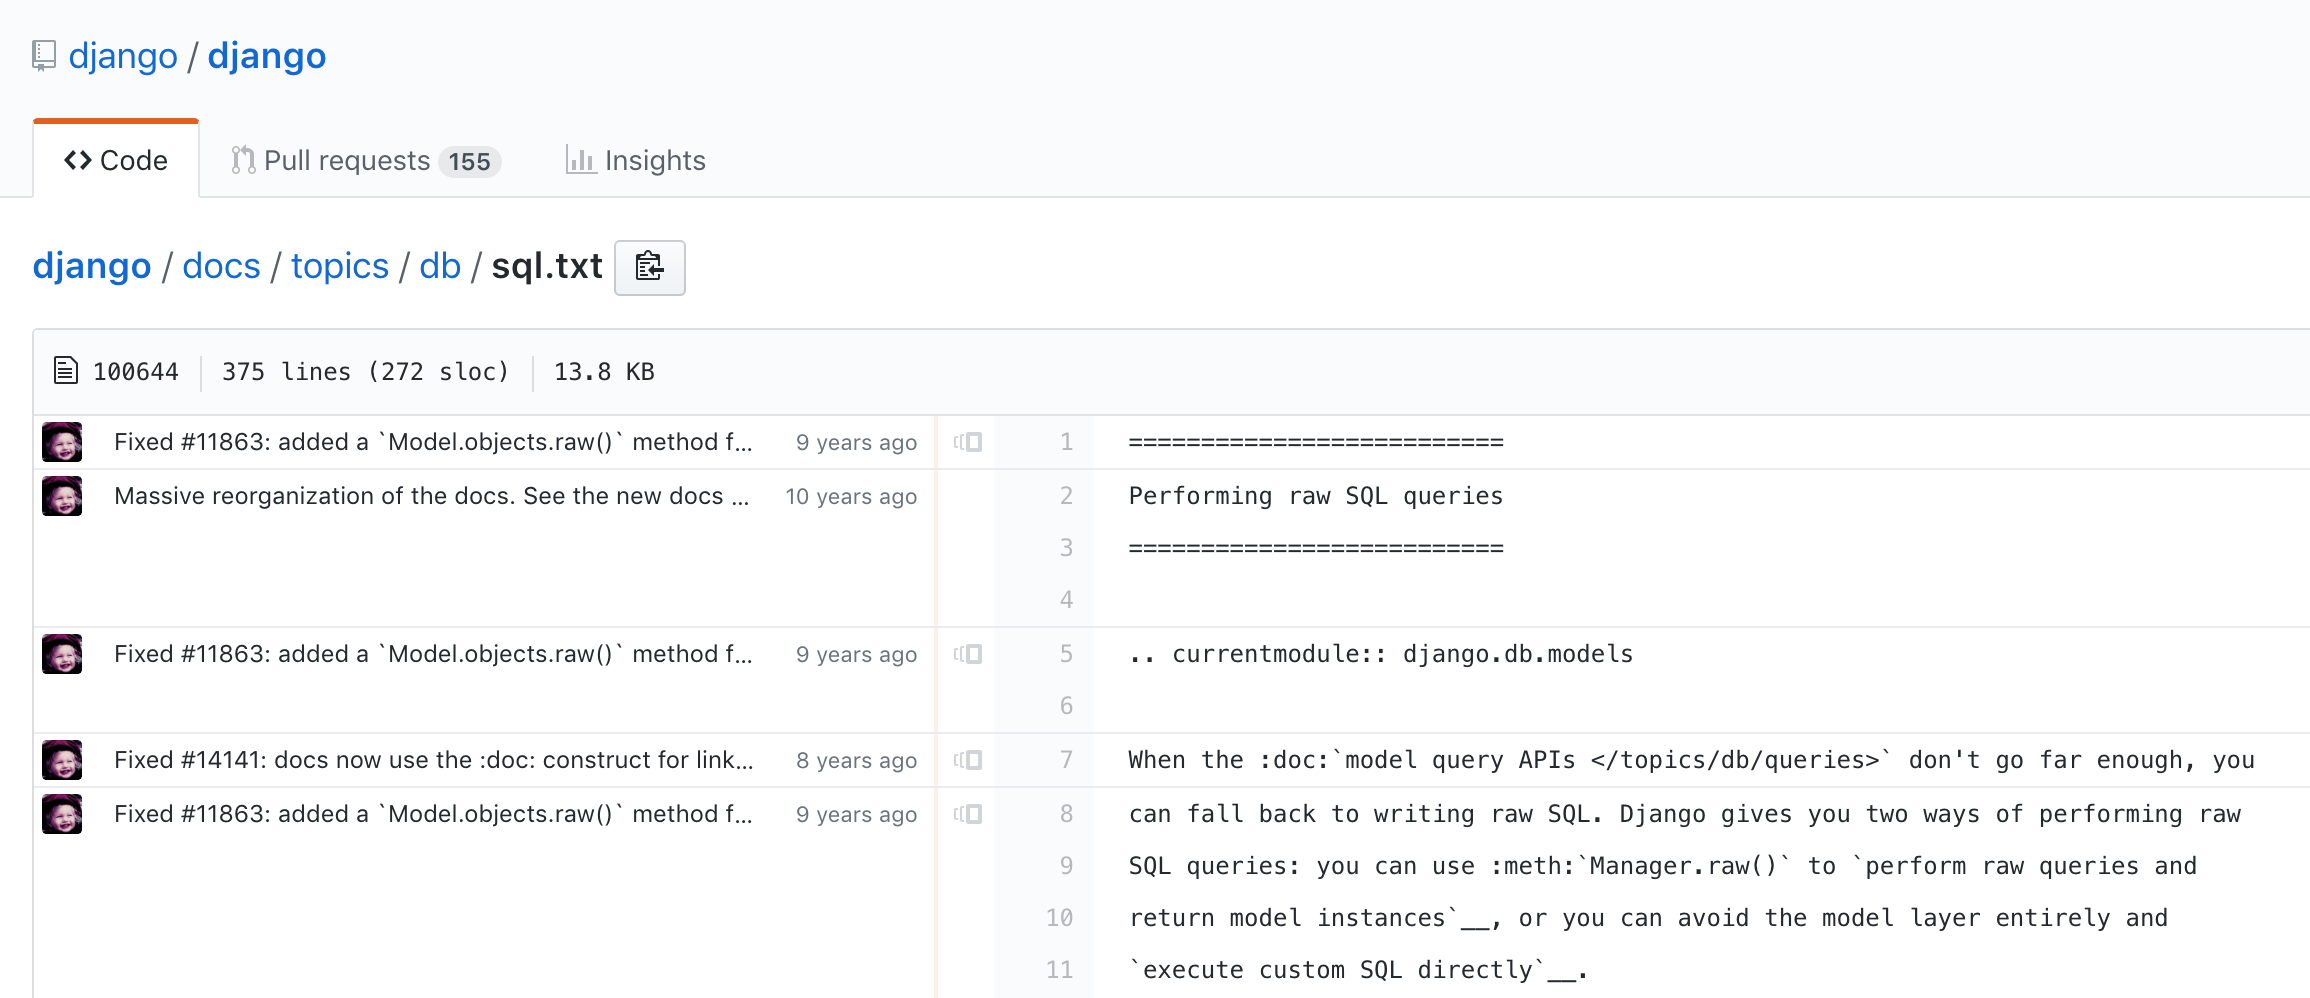 django / django
Code Pull requests 155 Insights
django / docs / topics / db / sql.txt
100644 375 lines (272 sloc) 13.8 KB
Fixed #11863: added a `Model.objects.raw()` method f... 9 years ago 1 ==========================
Massive reorganization of the docs. See the new docs ... 10 years ago 2 Performing raw SQL queries
3 ==========================
4
Fixed #11863: added a `Model.objects.raw()` method f... 9 years ago 5 .. currentmodule:: django.db.models
6
Fixed #14141: docs now use the :doc: construct for link... 8 years ago 7 When the :doc:`model query APIs </topics/db/queries>` don't go far enough, you
Fixed #11863: added a `Model.objects.raw()` method f... 9 years ago 8 can fall back to writing raw SQL. Django gives you two ways of performing raw
9 SQL queries: you can use :meth:`Manager.raw()` to `perform raw queries and
10 return model instances`__, or you can avoid the model layer entirely and
11 `execute custom SQL directly`__.